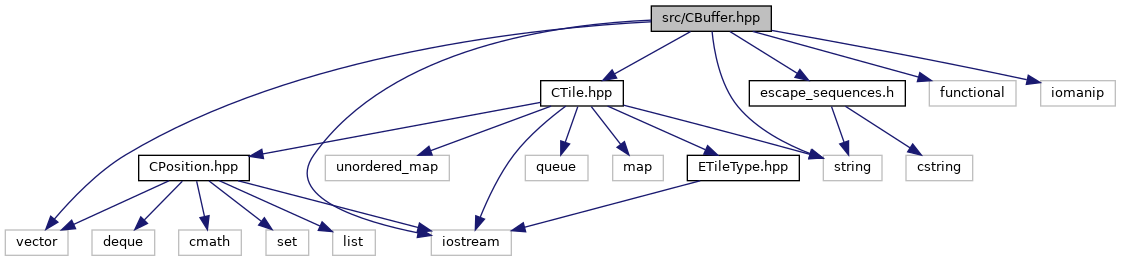 src/CBuffer.hpp
CTile.hpp
escape_sequences.h
functional
iomanip
CPosition.hpp
unordered_map
queue
map
ETileType.hpp
string
cstring
vector
deque
cmath
set
list
iostream